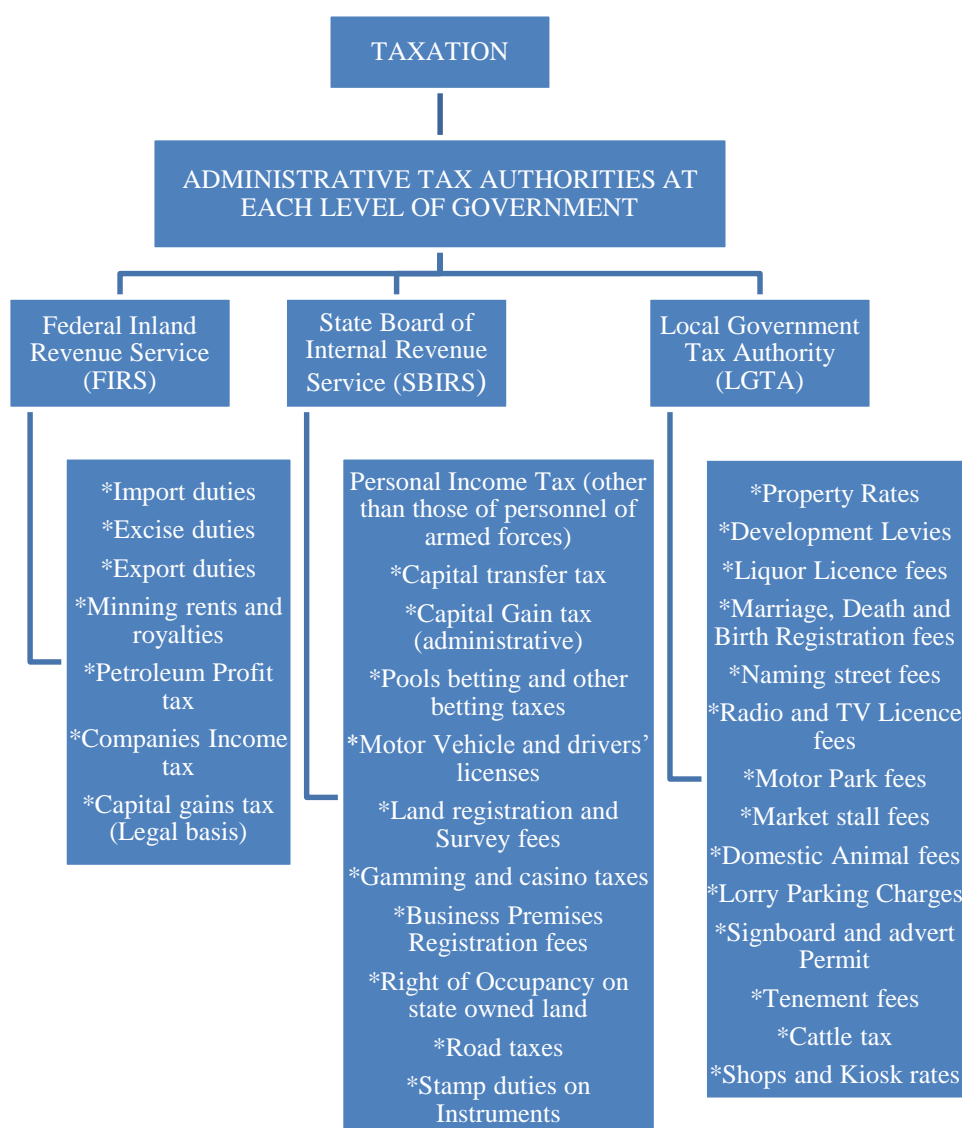 TAXATION
ADMINISTRATIVE TAX AUTHORITIES AT
EACH LEVEL OF GOVERNMENT
Federal Inland
Revenue Service
(FIRS)
State Board of
Internal Revenue
Service (SBIRS)
Local Government
Tax Authority
(LGTA)
*Import duties
*Excise duties
*Export duties
*Minning rents and
royalties
*Petroleum Profit
tax
*Companies Income
tax
*Capital gains tax
(Legal basis)
Personal Income Tax (other
than those of personnel of
armed forces)
*Capital transfer tax
*Capital Gain tax
(administrative)
*Pools betting and other
betting taxes
*Motor Vehicle and drivers’
licenses
*Land registration and
Survey fees
*Gamming and casino taxes
*Business Premises
Registration fees
*Right of Occupancy on
state owned land
*Road taxes
*Stamp duties on
Instruments
*Property Rates
*Development Levies
*Liquor Licence fees
*Marriage, Death and
Birth Registration fees
*Naming street fees
*Radio and TV Licence
fees
*Motor Park fees
*Market stall fees
*Domestic Animal fees
*Lorry Parking Charges
*Signboard and advert
Permit
*Tenement fees
*Cattle tax
*Shops and Kiosk rates